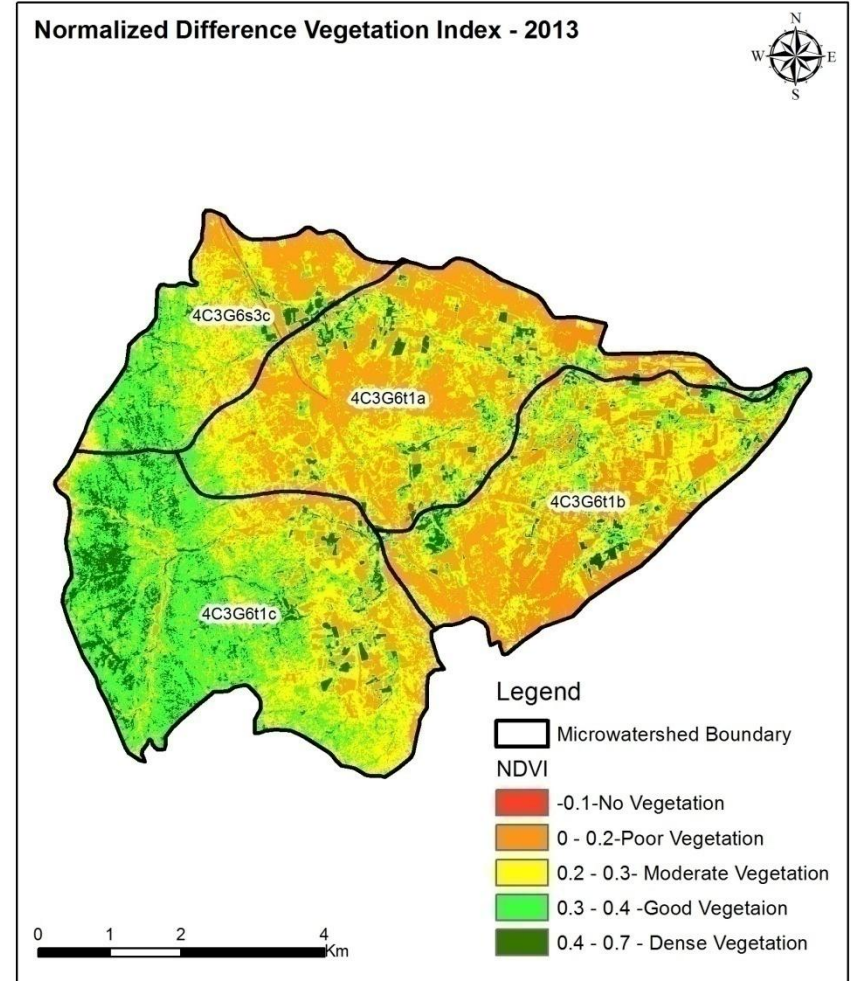 Normalized Difference Vegetation Index - 2013
N
W
E
S
4C3G6s3c
4C3G6t1a
4C3G6t1b
4C3G6t1c
Legend
Microwatershed Boundary
NDVI
-0.1-No Vegetation
0 - 0.2-Poor Vegetation
0.2 - 0.3- Moderate Vegetation
0.3 - 0.4 -Good Vegetaion
0.4 - 0.7 - Dense Vegetation
0 1 2 4
Km